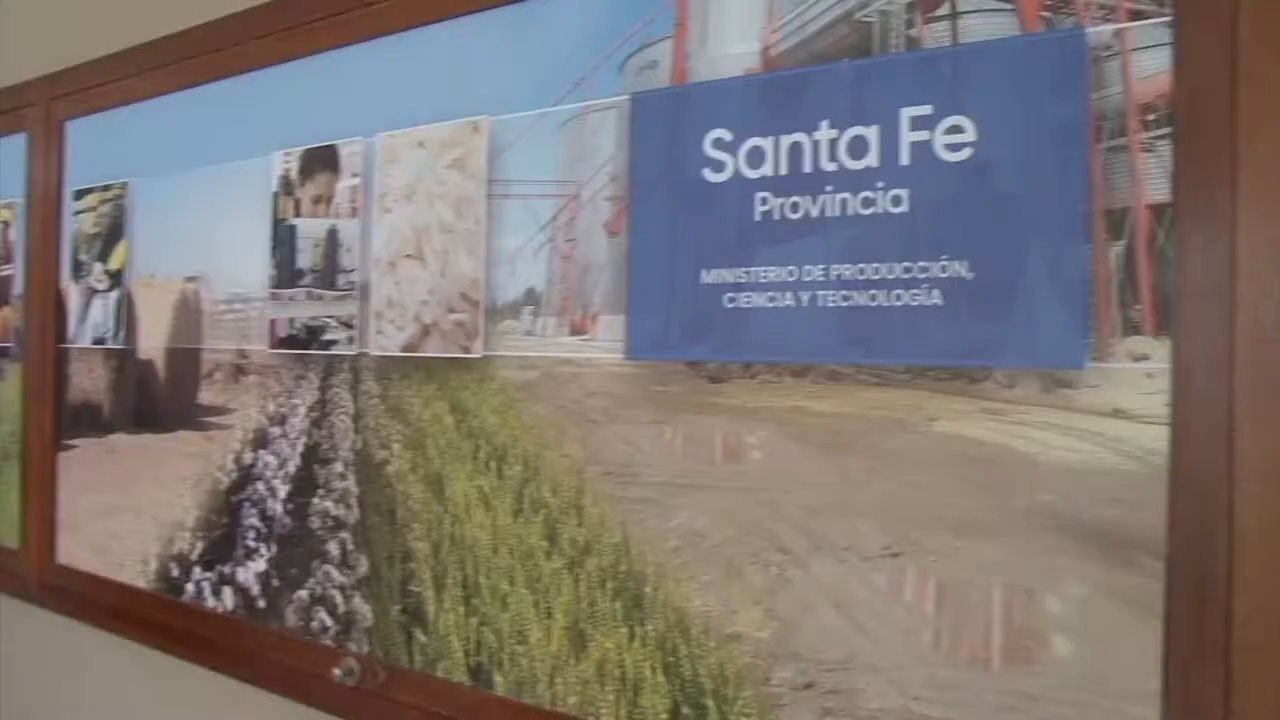 Santa Fe
Provincia
MINISTERIO DE PRODUCCIÓN,
CIENCIA Y TECNOLOGÍA